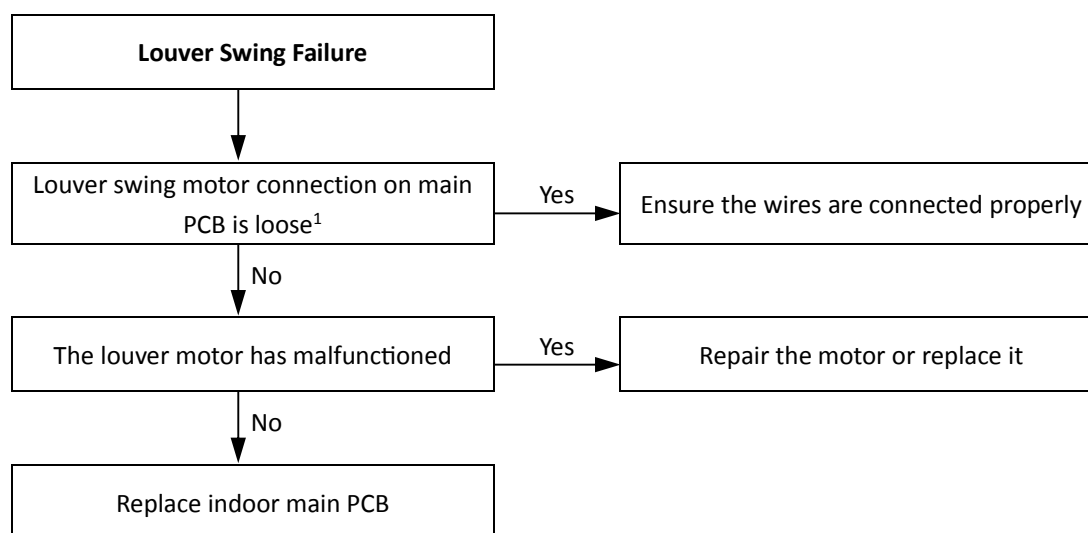 Louver Swing Failure
Louver swing motor connection on main
PCB is loose¹
Yes
Ensure the wires are connected properly
No
The louver motor has malfunctioned
Yes
Repair the motor or replace it
No
Replace indoor main PCB